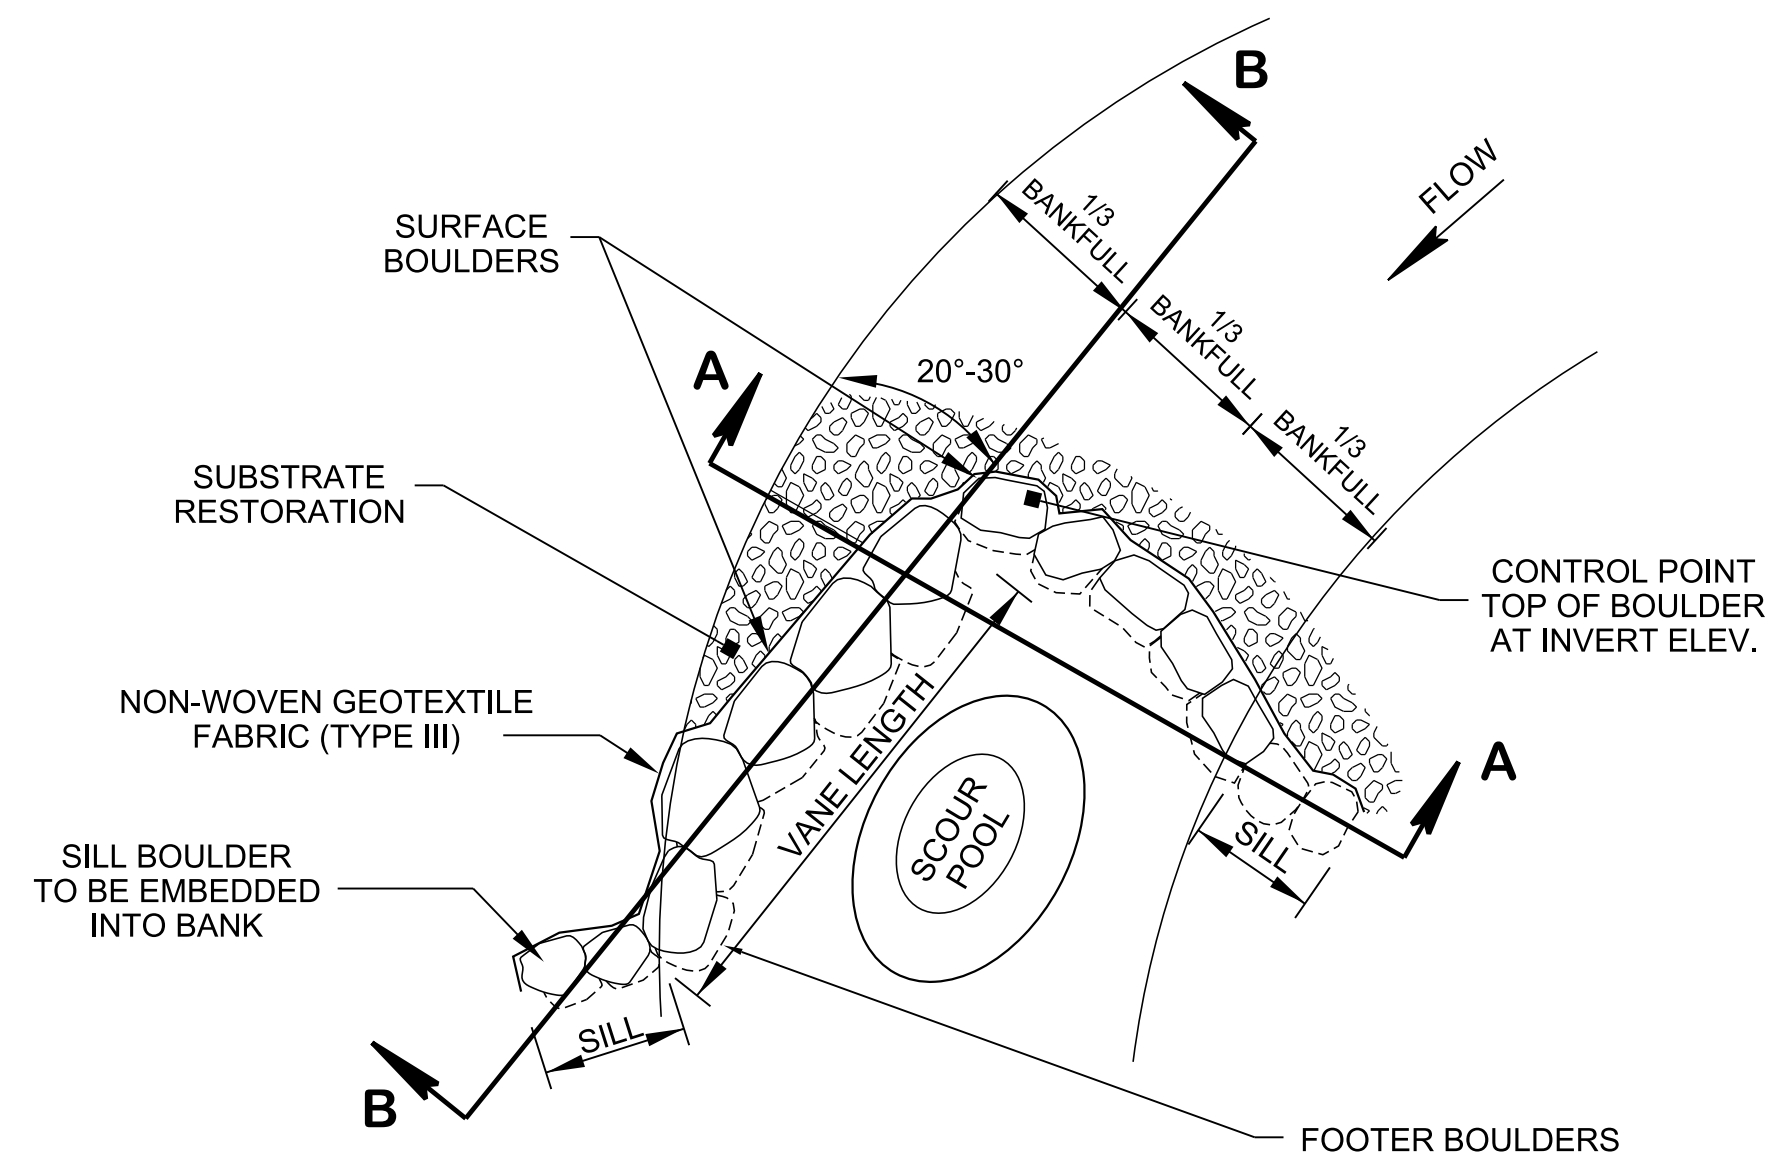 B
FLOW
1/3
BANKFULL
SURFACE
BOULDERS
1/3
BANKFULL
A
20°-30°
1/3
BANKFULL
SUBSTRATE
RESTORATION
CONTROL POINT
TOP OF BOULDER
AT INVERT ELEV.
NON-WOVEN GEOTEXTILE
FABRIC (TYPE III)
VANE LENGTH
SCOUR
POOL
A
SILL
SILL BOULDER
TO BE EMBEDDED
INTO BANK
SILL
B
FOOTER BOULDERS